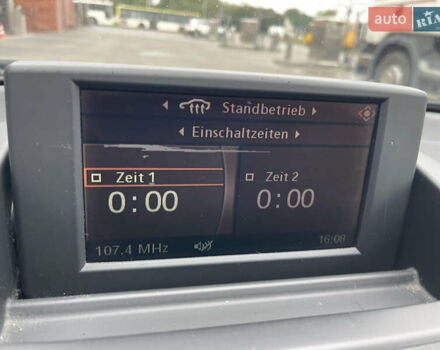 auto RIA
Standbetrieb
Einschaltzeiten
Zeit 1 Zeit 2
0:00 0:00
107.4 MHz 16:08